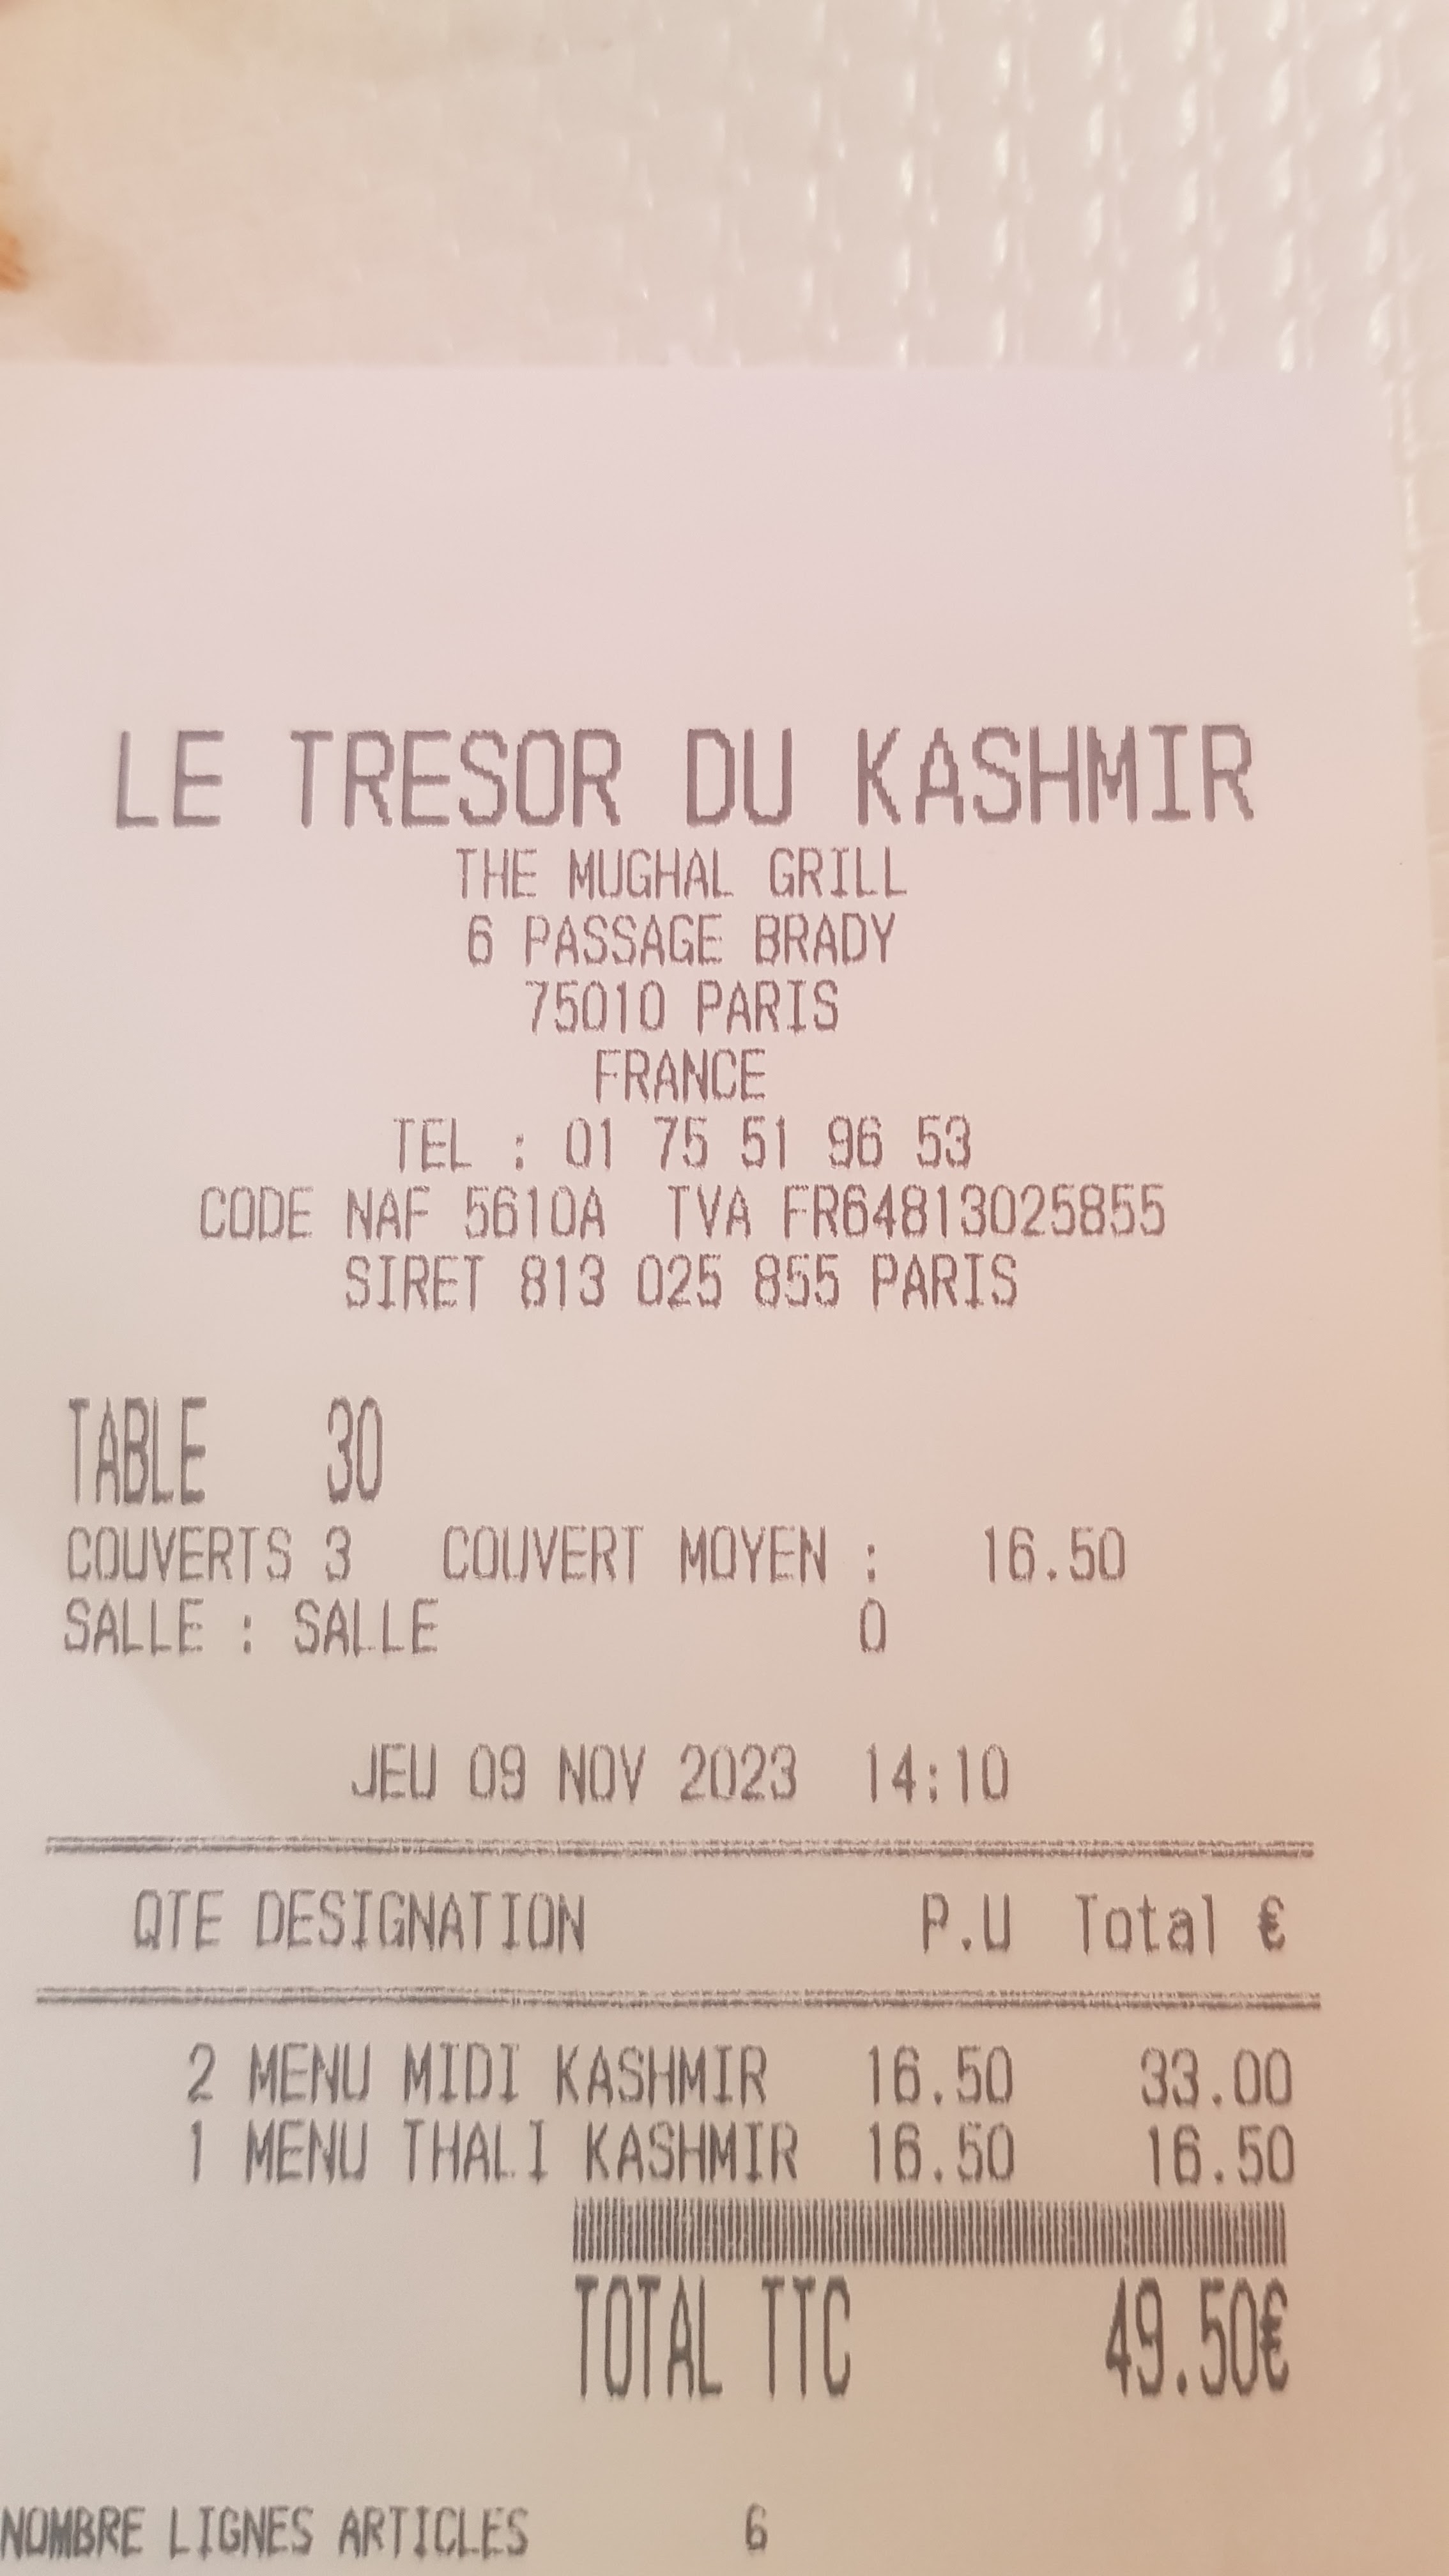 LE TRESOR DU KASHMIR
THE MUGHAL GRILL
6 PASSAGE BRADY
75010 PARIS
FRANCE
TEL : 01 75 51 96 53
CODE NAF 5610A TVA FR64813025855
SIRET 813 025 855 PARIS
TABLE 30
COUVERTS 3 COUVERT MOYEN : 16.50
SALLE : SALLE 0
JEU 09 NOV 2023 14:10
QTE DESIGNATION P.U Total €
2 MENU MIDI KASHMIR 16.50 33.00
1 MENU THALI KASHMIR 16.50 16.50
TOTAL TTC 49.50€
NOMBRE LIGNES ARTICLES 6